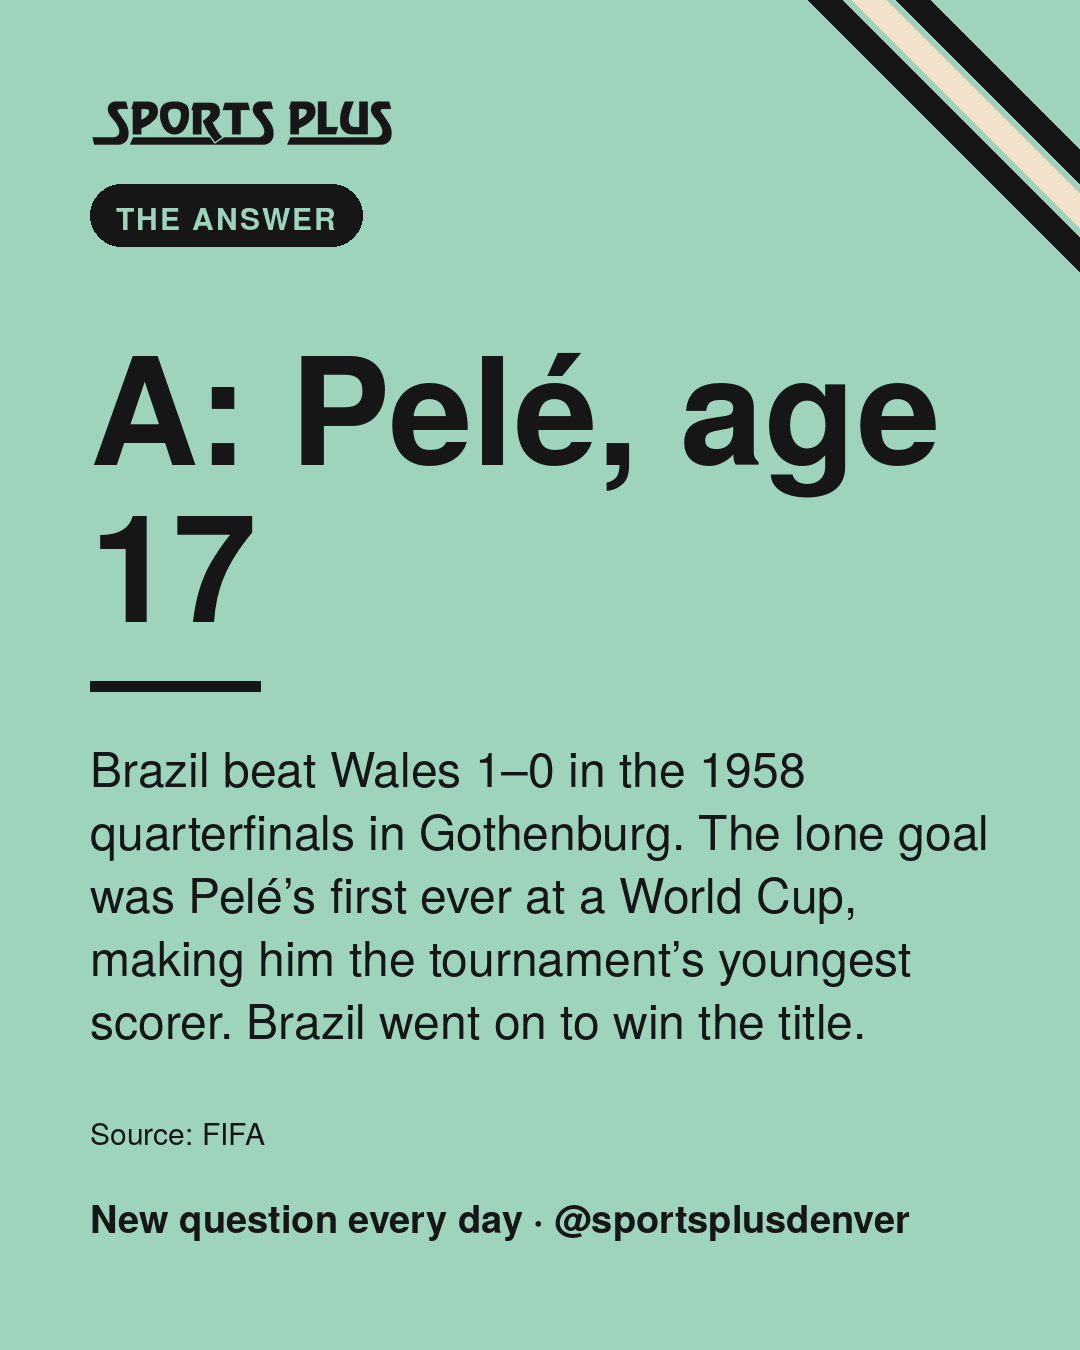 SPORTS PLUS
THE ANSWER
A: Pelé, age
17
Brazil beat Wales 1–0 in the 1958
quarterfinals in Gothenburg. The lone goal
was Pelé’s first ever at a World Cup,
making him the tournament’s youngest
scorer. Brazil went on to win the title.
Source: FIFA
New question every day · @sportsplusdenver